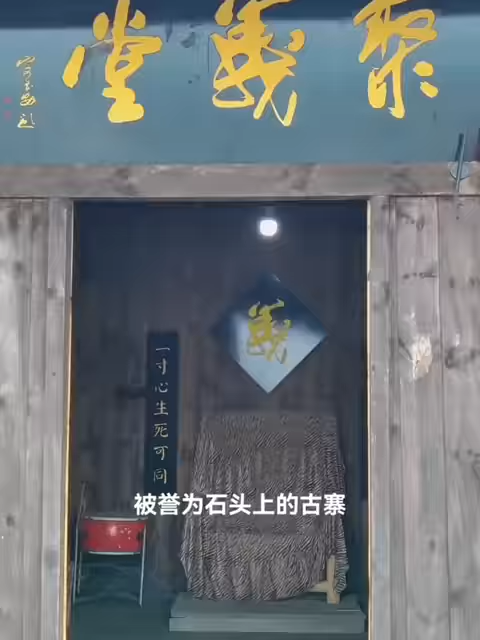 聚義堂
義
一寸心生死可同
被誉为石头上的古寨